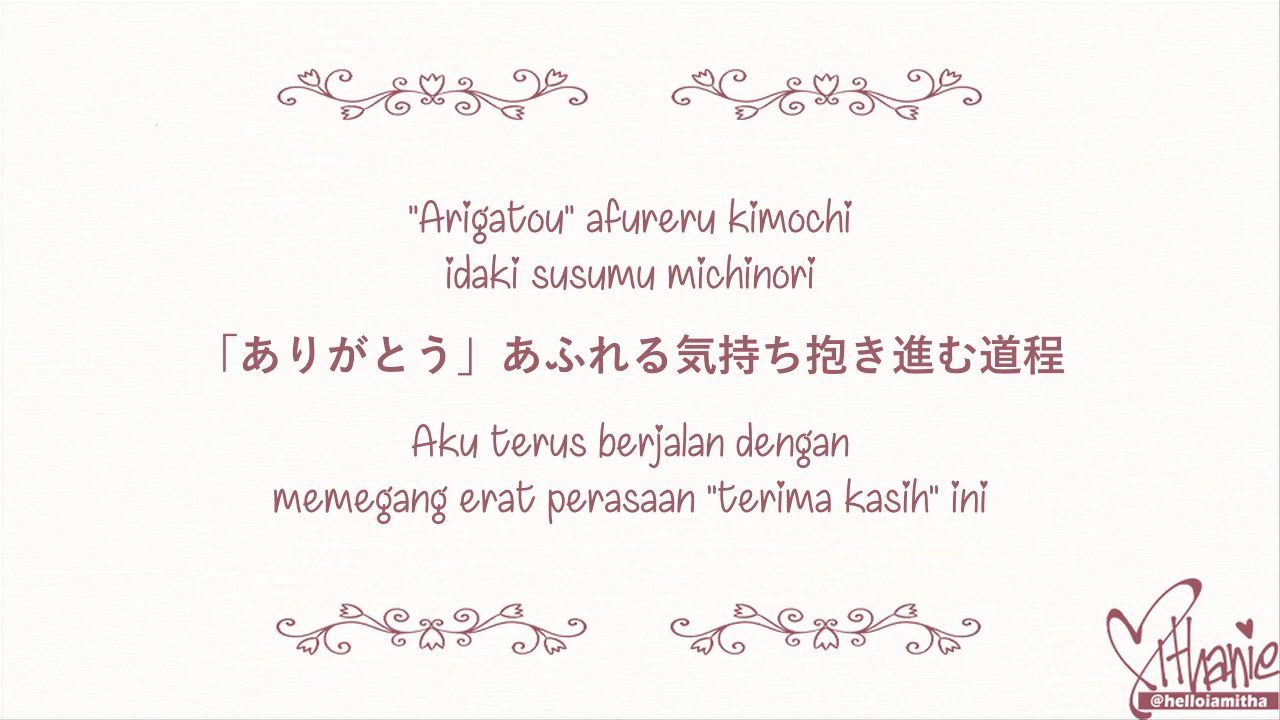 "Arigatou" afureru kimochi
idaki susumu michinori
「ありがとう」あふれる気持ち抱き進む道程
Aku terus berjalan dengan
memegang erat perasaan "terima kasih" ini
Mithanie
@helloiamitha